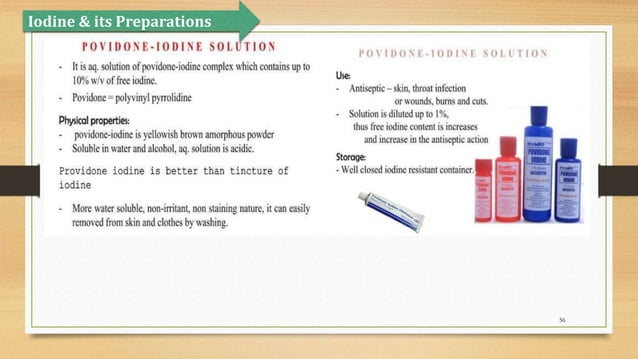 Iodine & its Preparations
POVIDONE-IODINE SOLUTION
- It is aq. solution of povidone-iodine complex which contains up to
10% w/v of free iodine.
- Povidone = polyvinyl pyrrolidine
Physical properties:
- povidone-iodine is yellowish brown amorphous powder
- Soluble in water and alcohol, aq. solution is acidic.
Providone iodine is better than tincture of
iodine
- More water soluble, non-irritant, non staining nature, it can easily
removed from skin and clothes by washing.
POVIDONE-IODINE SOLUTION
Use:
- Antiseptic – skin, throat infection
or wounds, burns and cuts.
- Solution is diluted up to 1%,
thus free iodine content is increases
and increase in the antiseptic action
Storage:
- Well closed iodine resistant container.
POVIDONE
IODINE
POVIDONE
IODINE
POVIDONE
IODINE
POVIDONE
IODINE
56